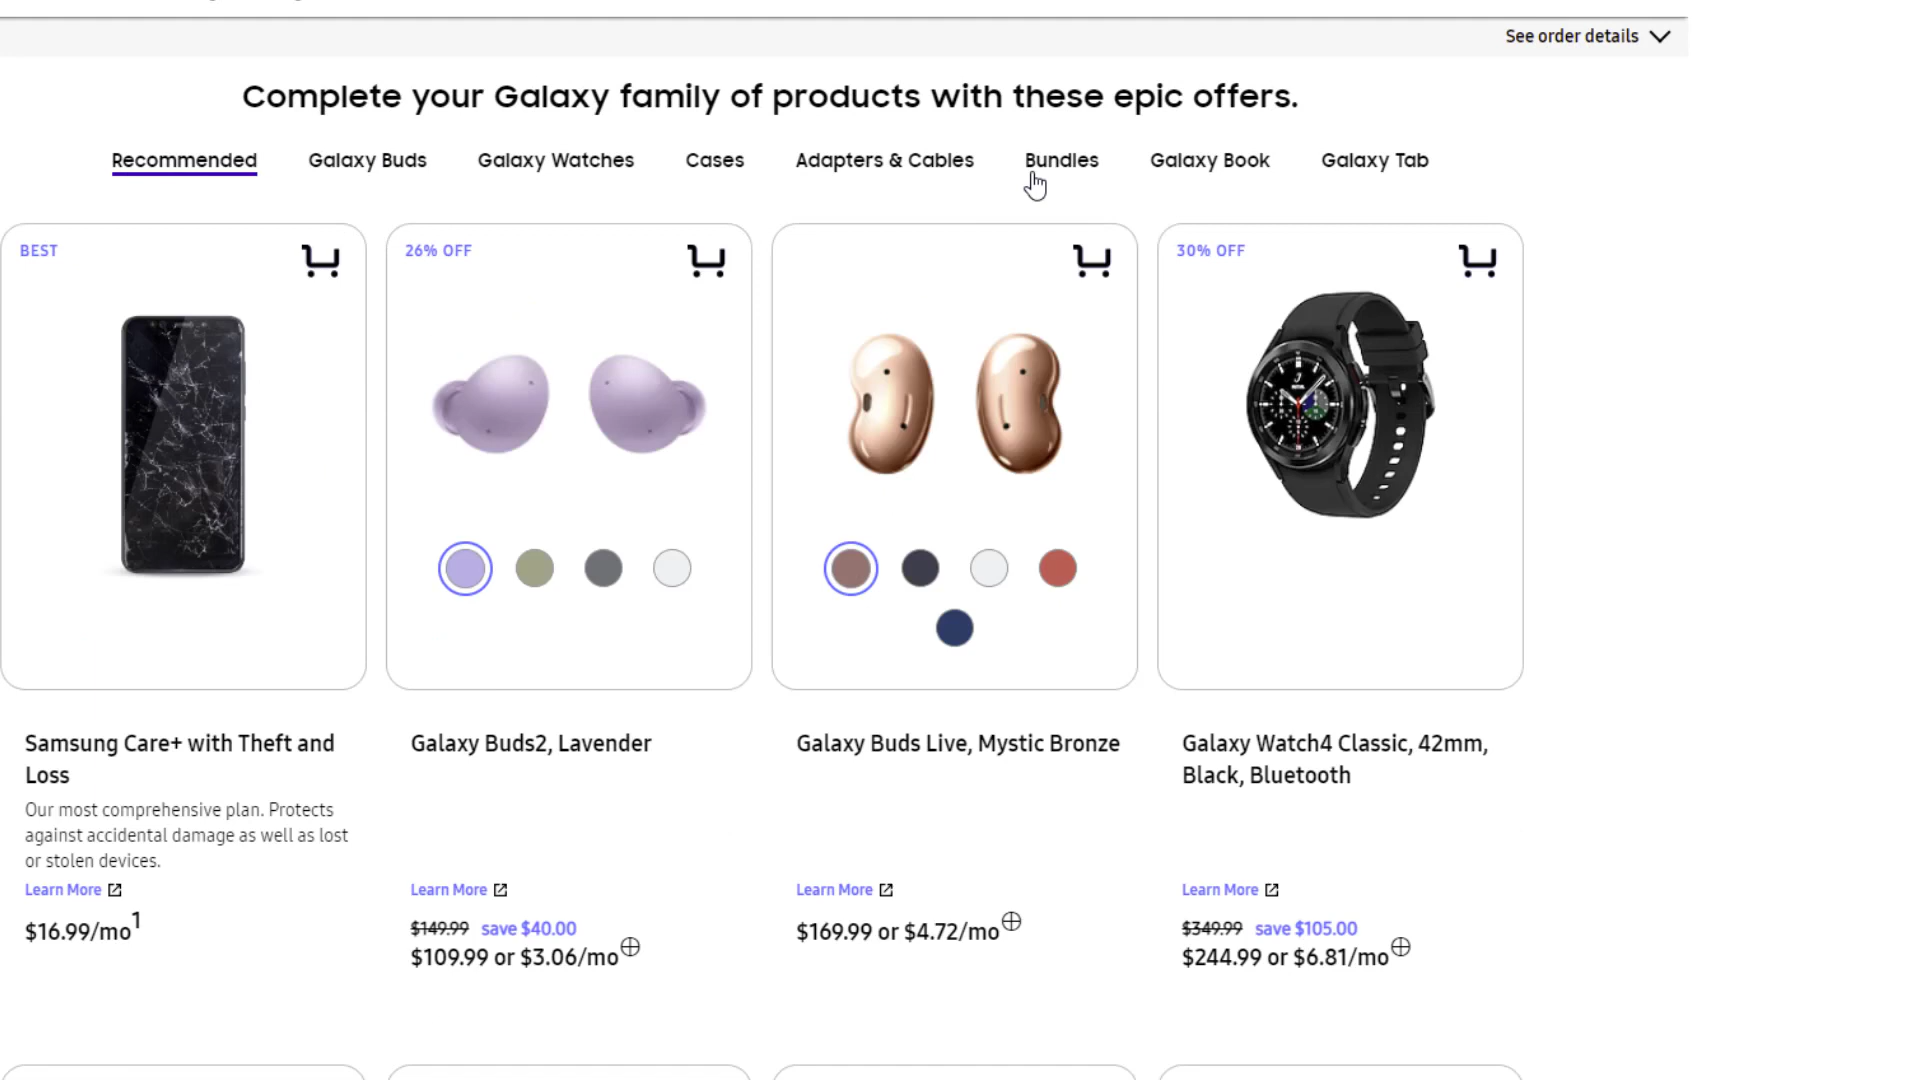 See order details
Complete your Galaxy family of products with these epic offers.
Recommended Galaxy Buds Galaxy Watches Cases Adapters & Cables Bundles Galaxy Book Galaxy Tab
BEST
26% OFF
30% OFF
Samsung Care+ with Theft and
Loss
Our most comprehensive plan. Protects
against accidental damage as well as lost
or stolen devices.
Learn More
$16.99/mo1
Galaxy Buds2, Lavender
Learn More
$149.99 save $40.00
$109.99 or $3.06/mo⊕
Galaxy Buds Live, Mystic Bronze
Learn More
$169.99 or $4.72/mo⊕
Galaxy Watch4 Classic, 42mm,
Black, Bluetooth
Learn More
$349.99 save $105.00
$244.99 or $6.81/mo⊕